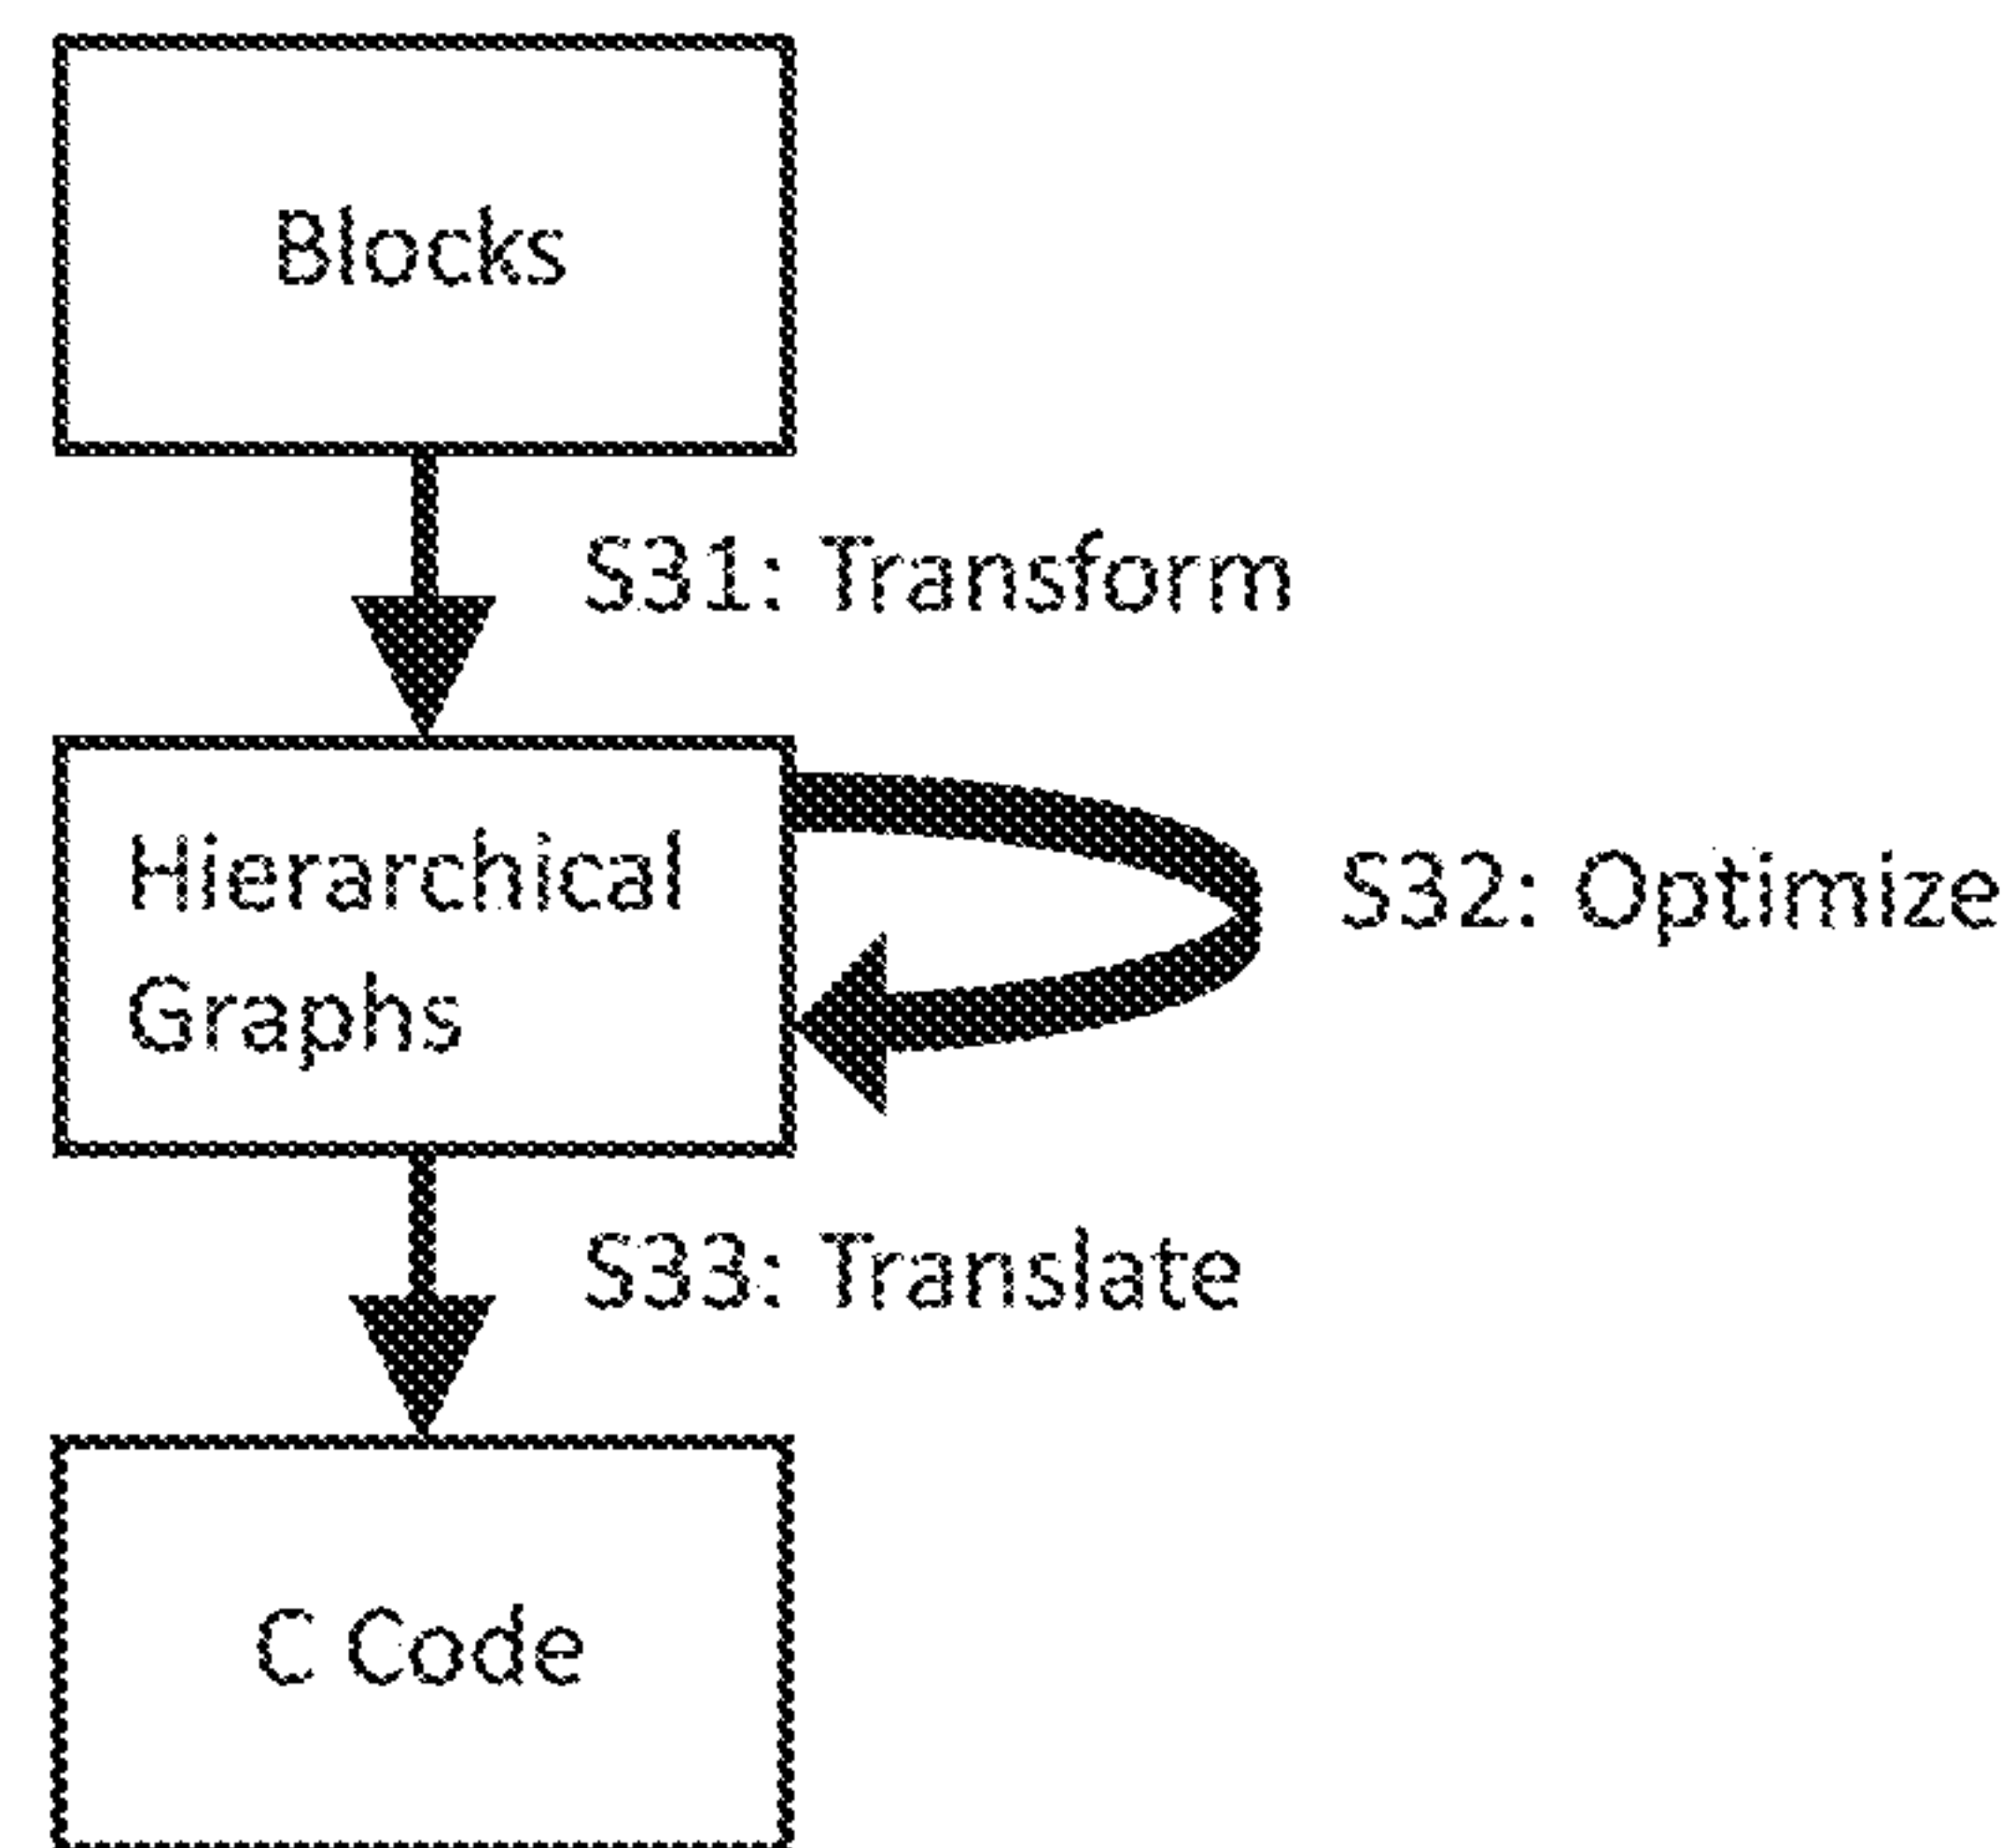 Blocks
S31: Transform
Hierarchical
Graphs
S32: Optimize
S33: Translate
C Code